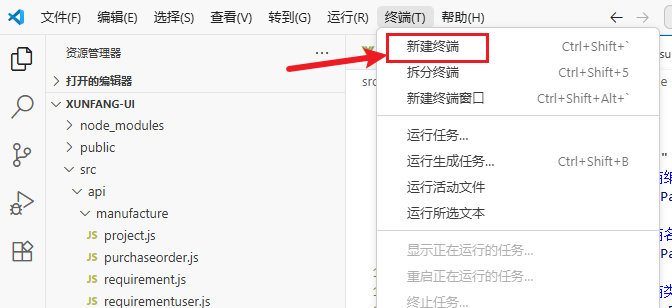 文件(F) 编辑(E) 选择(S) 查看(V) 转到(G) 运行(R) 终端(T) 帮助(H)
资源管理器
打开的编辑器
XUNFANG-UI
node_modules
public
src
api
manufacture
project.js
purchaseorder.js
requirement.js
requirementuser.js
新建终端 Ctrl+Shift+`
拆分终端 Ctrl+Shift+5
新建终端窗口 Ctrl+Shift+Alt+`
运行任务...
运行生成任务... Ctrl+Shift+B
运行活动文件
运行所选文本
显示正在运行的任务...
重启正在运行的任务...
终止任务...